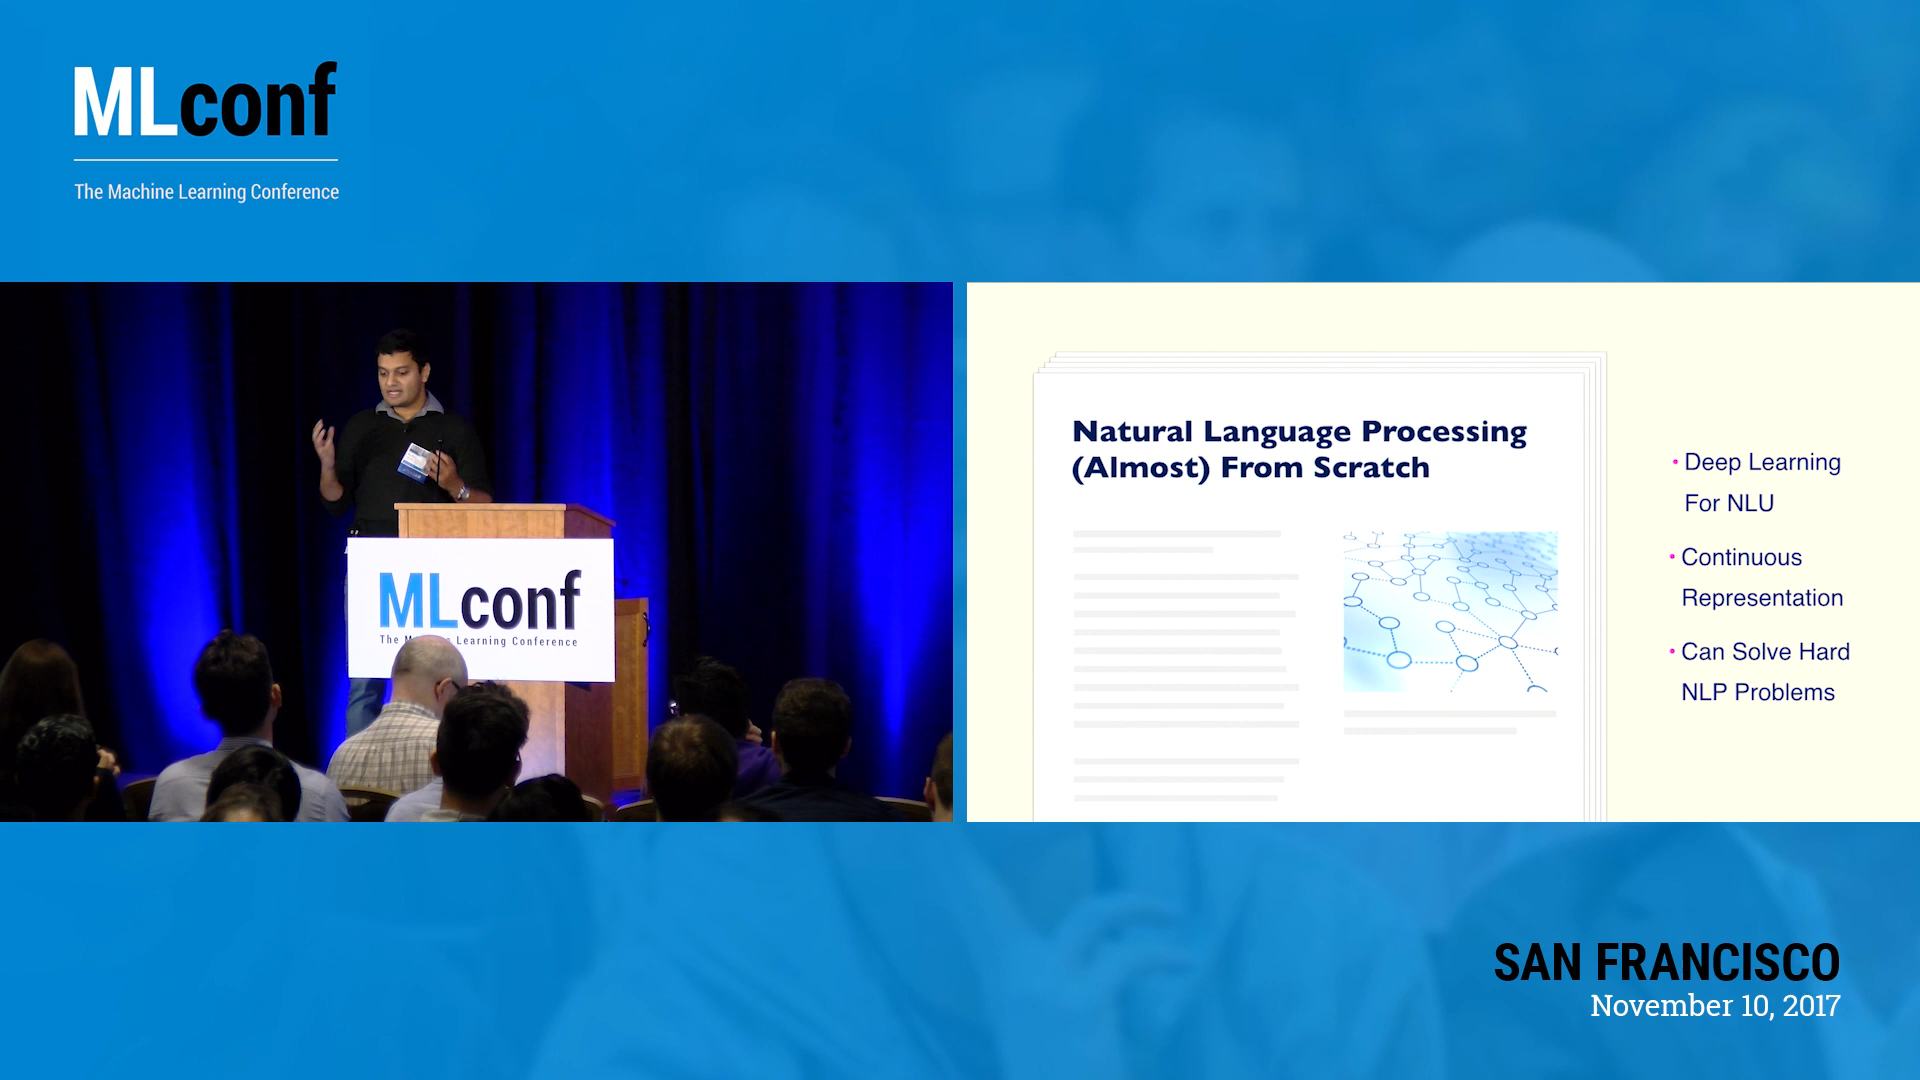 MLconf
The Machine Learning Conference
MLconf
The M Learning Conference
Natural Language Processing
(Almost) From Scratch
• Deep Learning
For NLU
• Continuous
Representation
• Can Solve Hard
NLP Problems
SAN FRANCISCO
November 10, 2017